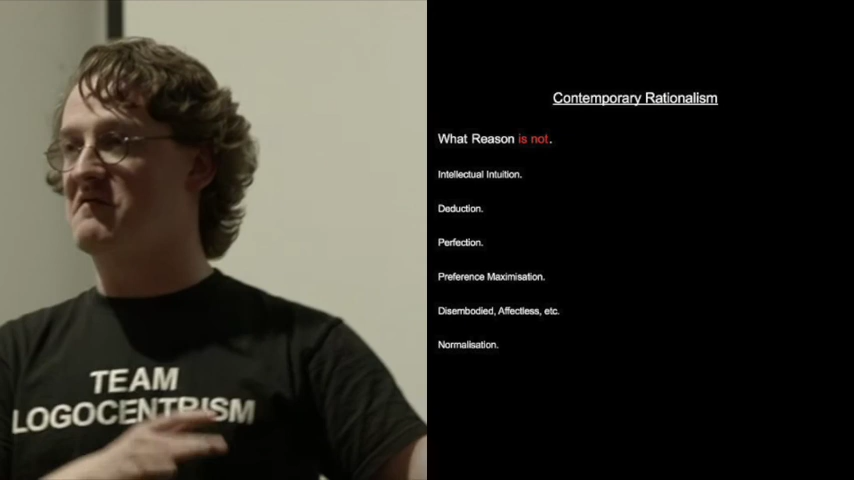 TEAM
LOGOCENTRISM
Contemporary Rationalism
What Reason is not.
Intellectual Intuition.
Deduction.
Perfection.
Preference Maximisation.
Disembodied, Affectless, etc.
Normalisation.